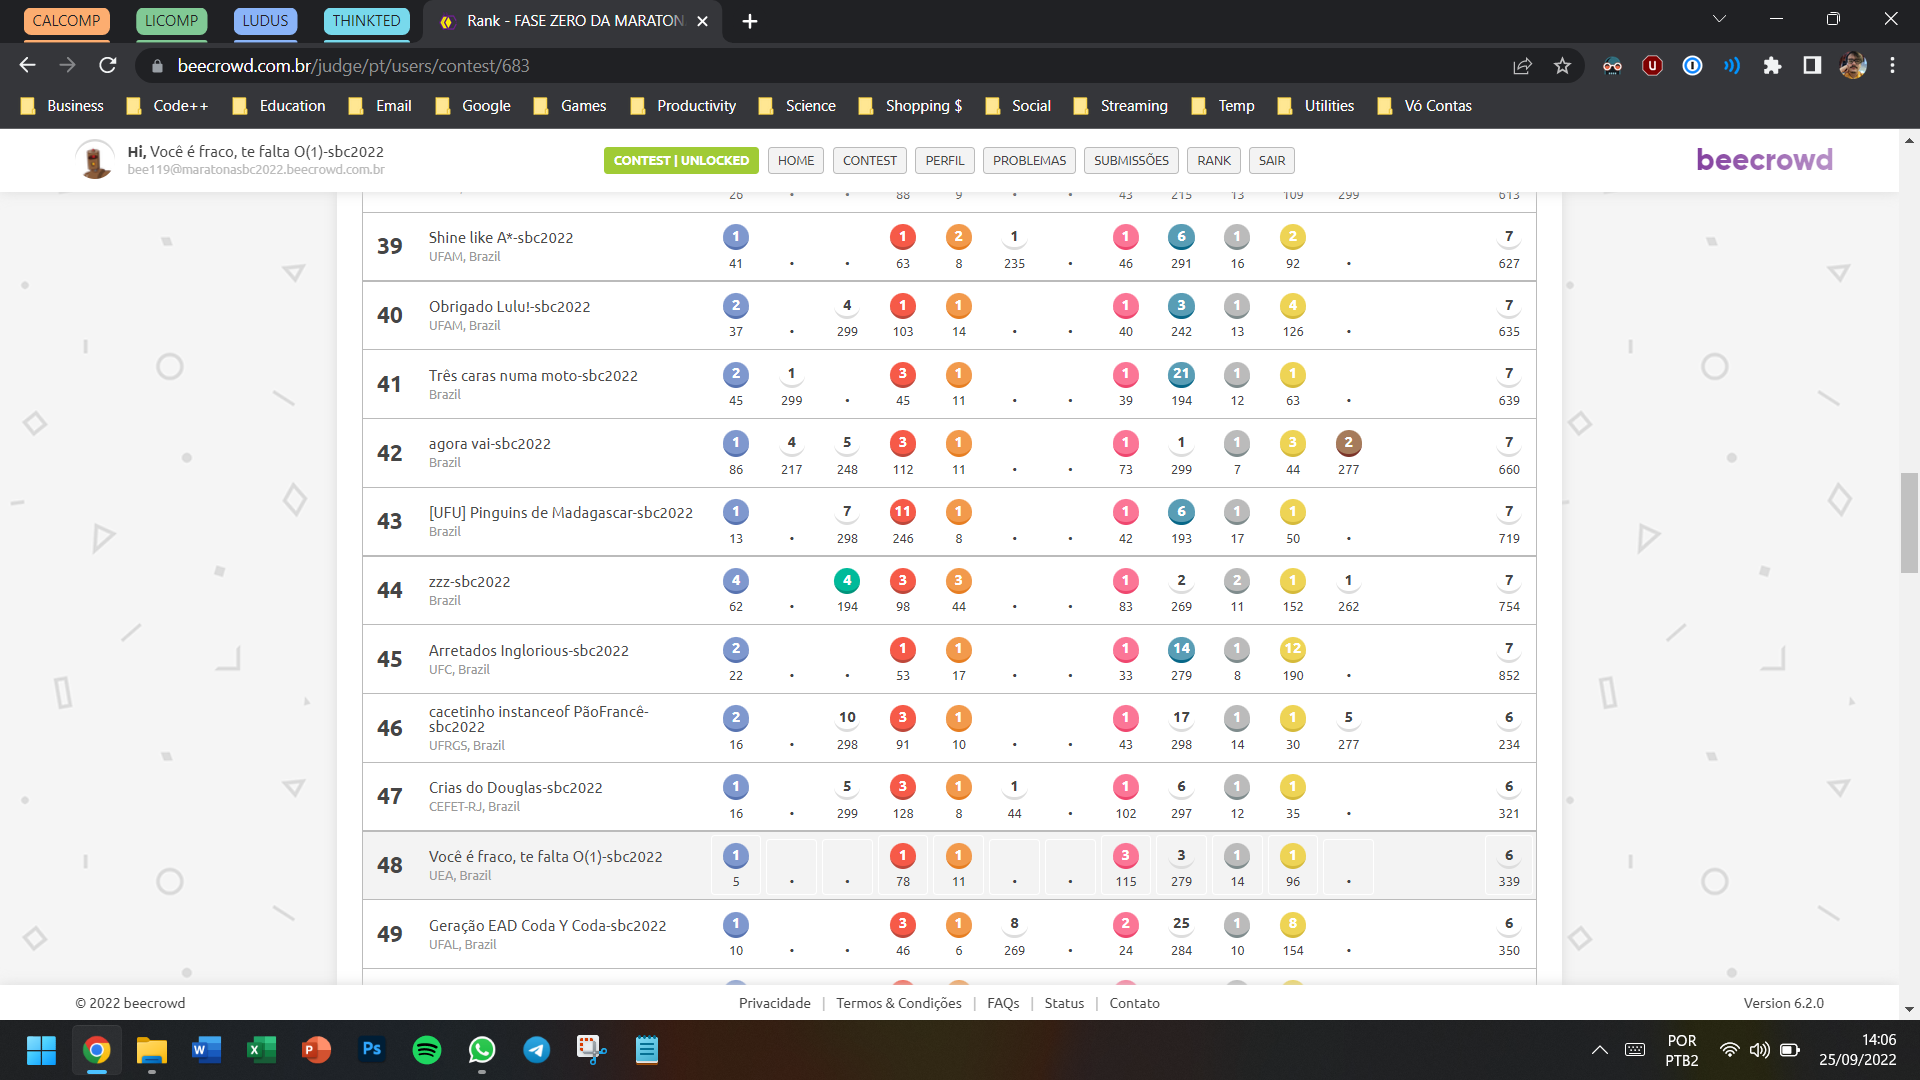 CALCOMP LICOMP LUDUS THINKTED Rank - FASE ZERO DA MARATON
beecrowd.com.br/judge/pt/users/contest/683
Business Code++ Education Email Google Games Productivity Science Shopping $ Social Streaming Temp Utilities Vó Contas
Hi, Você é fraco, te falta O(1)-sbc2022
bee119@maratonasbc2022.beecrowd.com.br
CONTEST | UNLOCKED HOME CONTEST PERFIL PROBLEMAS SUBMISSÕES RANK SAIR
beecrowd
26 • • 88 9 • • 43 215 13 109 299 613
39 Shine like A*-sbc2022 1 1 2 1 1 6 1 2 7
UFAM, Brazil 41 • • 63 8 235 • 46 291 16 92 • 627
40 Obrigado Lulu!-sbc2022 2 4 1 1 1 3 1 4 7
UFAM, Brazil 37 • 299 103 14 • • 40 242 13 126 • 635
41 Três caras numa moto-sbc2022 2 1 3 1 1 21 1 1 7
Brazil 45 299 • 45 11 • • 39 194 12 63 • 639
42 agora vai-sbc2022 1 4 5 3 1 1 1 1 3 2 7
Brazil 86 217 248 112 11 • • 73 299 7 44 277 660
43 [UFU] Pinguins de Madagascar-sbc2022 1 7 11 1 1 6 1 1 7
Brazil 13 • 298 246 8 • • 42 193 17 50 • 719
44 zzz-sbc2022 4 4 3 3 1 2 2 1 1 7
Brazil 62 • 194 98 44 • • 83 269 11 152 262 754
45 Arretados Inglorious-sbc2022 2 1 1 1 14 1 12 7
UFC, Brazil 22 • • 53 17 • • 33 279 8 190 • 852
46 cacetinho instanceof PãoFrancê-
sbc2022 2 10 3 1 1 17 1 1 5 6
UFRGS, Brazil 16 • 298 91 10 • • 43 298 14 30 277 234
47 Crias do Douglas-sbc2022 1 5 3 1 1 1 6 1 1 6
CEFET-RJ, Brazil 16 • 299 128 8 44 • 102 297 12 35 • 321
48 Você é fraco, te falta O(1)-sbc2022 1 1 1 3 3 1 1 6
UEA, Brazil 5 • • 78 11 • • 115 279 14 96 • 339
49 Geração EAD Coda Y Coda-sbc2022 1 3 1 8 2 25 1 8 6
UFAL, Brazil 10 • • 46 6 269 • 24 284 10 154 • 350
© 2022 beecrowd Privacidade | Termos & Condições | FAQs | Status | Contato Version 6.2.0
POR
PTB2
14:06
25/09/2022